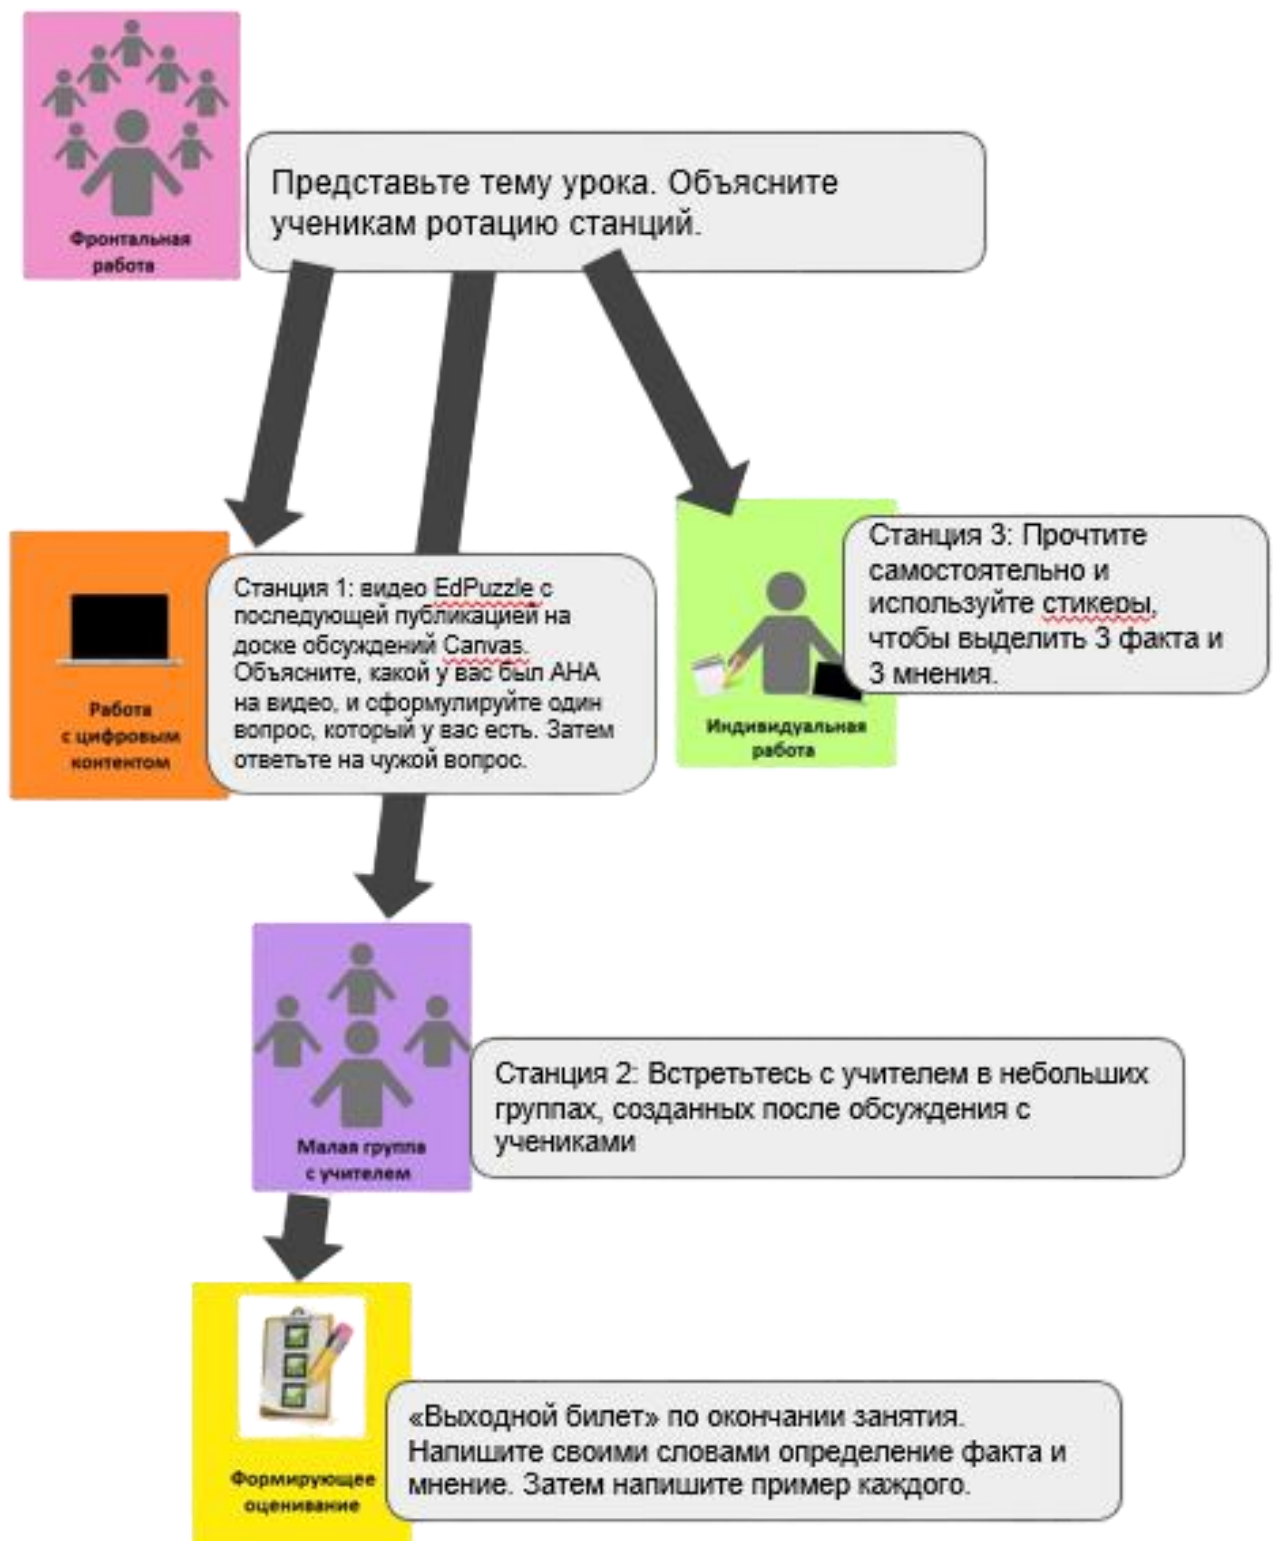 Фронтальная
работа
Представьте тему урока. Объясните
ученикам ротацию станций.
Работа
с цифровым
контентом
Станция 1: видео EdPuzzle с
последующей публикацией на
доске обсуждений Canvas.
Объясните, какой у вас был АНА
на видео, и сформулируйте один
вопрос, который у вас есть. Затем
ответьте на чужой вопрос.
Индивидуальная
работа
Станция 3: Прочтите
самостоятельно и
используйте стикеры,
чтобы выделить 3 факта и
3 мнения.
Малая группа
с учителем
Станция 2: Встретьтесь с учителем в небольших
группах, созданных после обсуждения с
учениками
Формирующее
оценивание
«Выходной билет» по окончании занятия.
Напишите своими словами определение факта и
мнение. Затем напишите пример каждого.